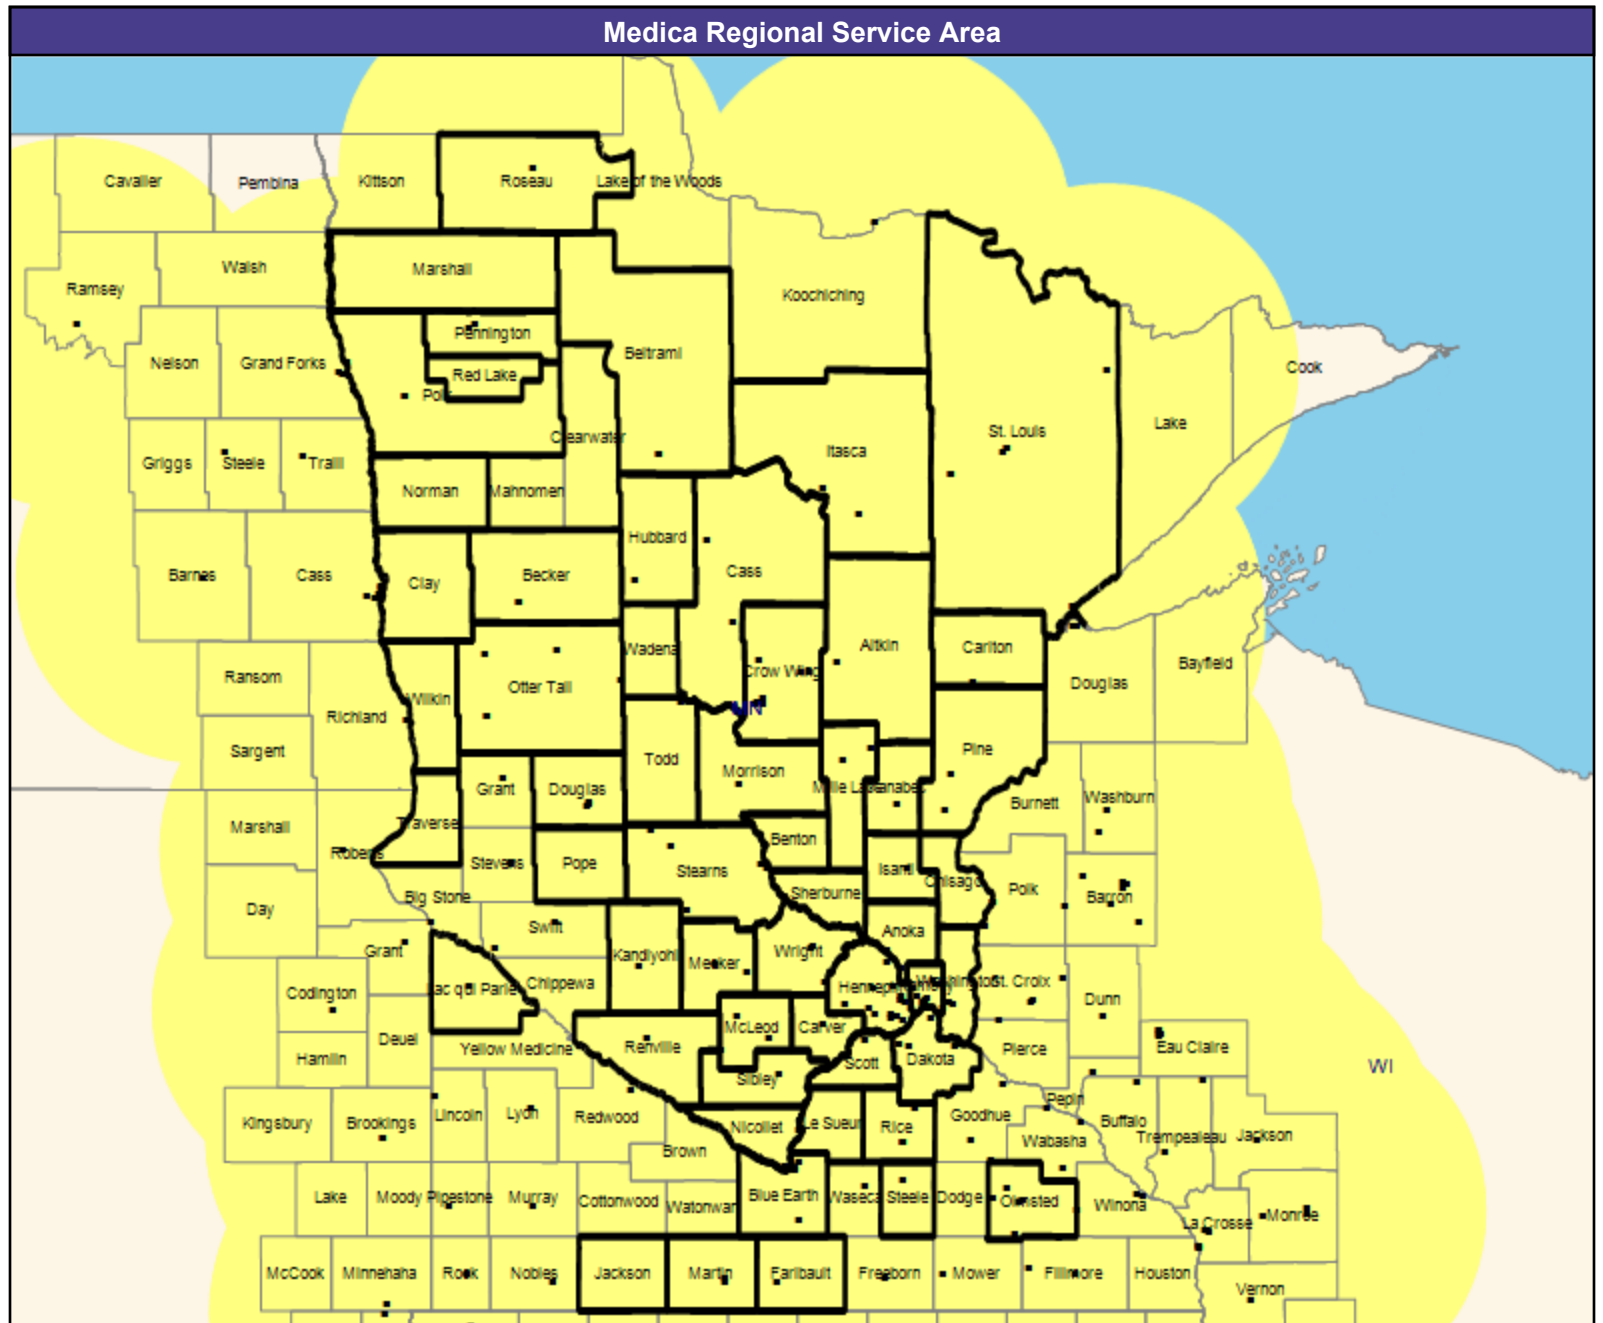 Medica Regional Service Area
Cavalier
Pembina
Kittson
Roseau
Lake of the Woods
Walsh
Marshall
Ramsey
Koochiching
Pennington
Beltrami
Nelson
Grand Forks
Red Lake
Polk
Cook
Clearwater
St. Louis
Lake
Itasca
Griggs
Steele
Traill
Norman
Mahnomen
Hubbard
Barnes
Cass
Clay
Becker
Cass
Wadena
Crow Wing
Aitkin
Carlton
Bayfield
Ransom
Otter Tail
Douglas
Wilkin
MN
Richland
Sargent
Todd
Morrison
Pine
Grant
Douglas
Mille Lacs
Kanabec
Burnett
Washburn
Marshall
Traverse
Roberts
Benton
Stevens
Pope
Stearns
Isanti
Chisago
Big Stone
Sherburne
Polk
Barron
Day
Swift
Anoka
Grant
Kandiyohi
Meeker
Wright
Codington
Lac qui Parle
Chippewa
Hennepin
Ramsey
Washington
St. Croix
Dunn
McLeod
Carver
Deuel
Hamlin
Yellow Medicine
Renville
Scott
Dakota
Pierce
Eau Claire
WI
Sibley
Kingsbury
Brookings
Lincoln
Lyon
Redwood
Nicollet
Le Sueur
Rice
Goodhue
Pepin
Buffalo
Brown
Wabasha
Trempealeau
Jackson
Lake
Moody
Pipestone
Murray
Cottonwood
Watonwan
Blue Earth
Waseca
Steele
Dodge
Olmsted
Winona
La Crosse
Monroe
McCook
Minnehaha
Rock
Nobles
Jackson
Martin
Faribault
Freeborn
Mower
Fillmore
Houston
Vernon